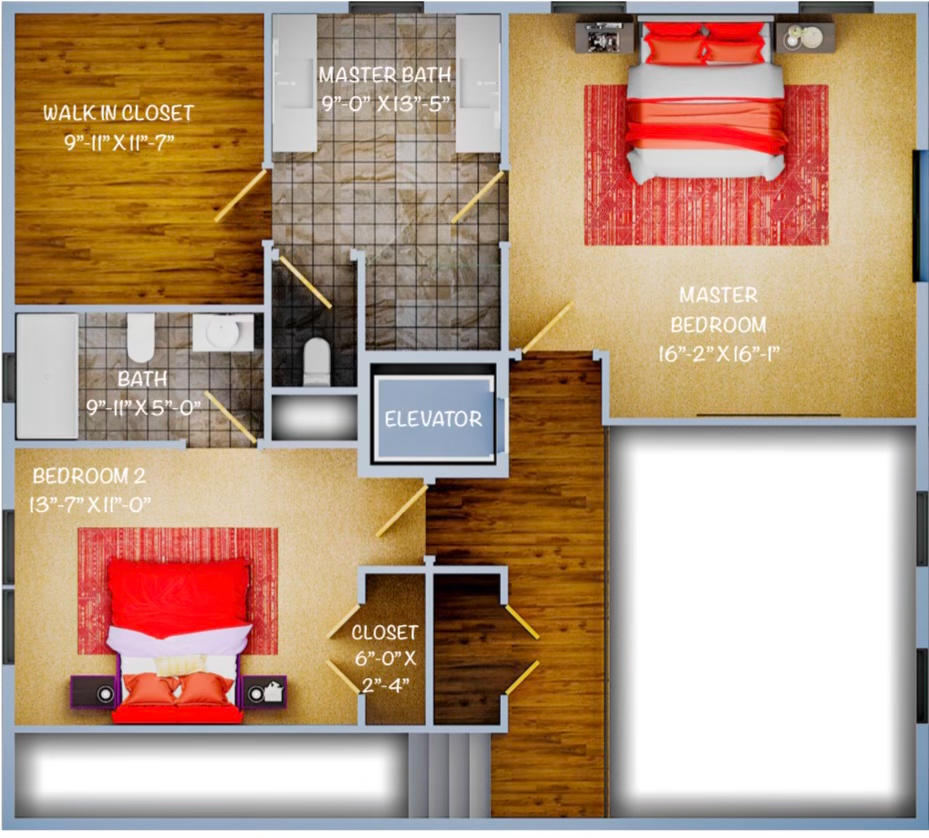 WALK IN CLOSET
9"-11" X 11"-7"
MASTER BATH
9"-0" X 13"-5"
MASTER
BEDROOM
16"-2" X 16"-1"
BATH
9"-11" X 5"-0"
ELEVATOR
BEDROOM 2
13"-7" X 11"-0"
CLOSET
6"-0" X
2"-4"